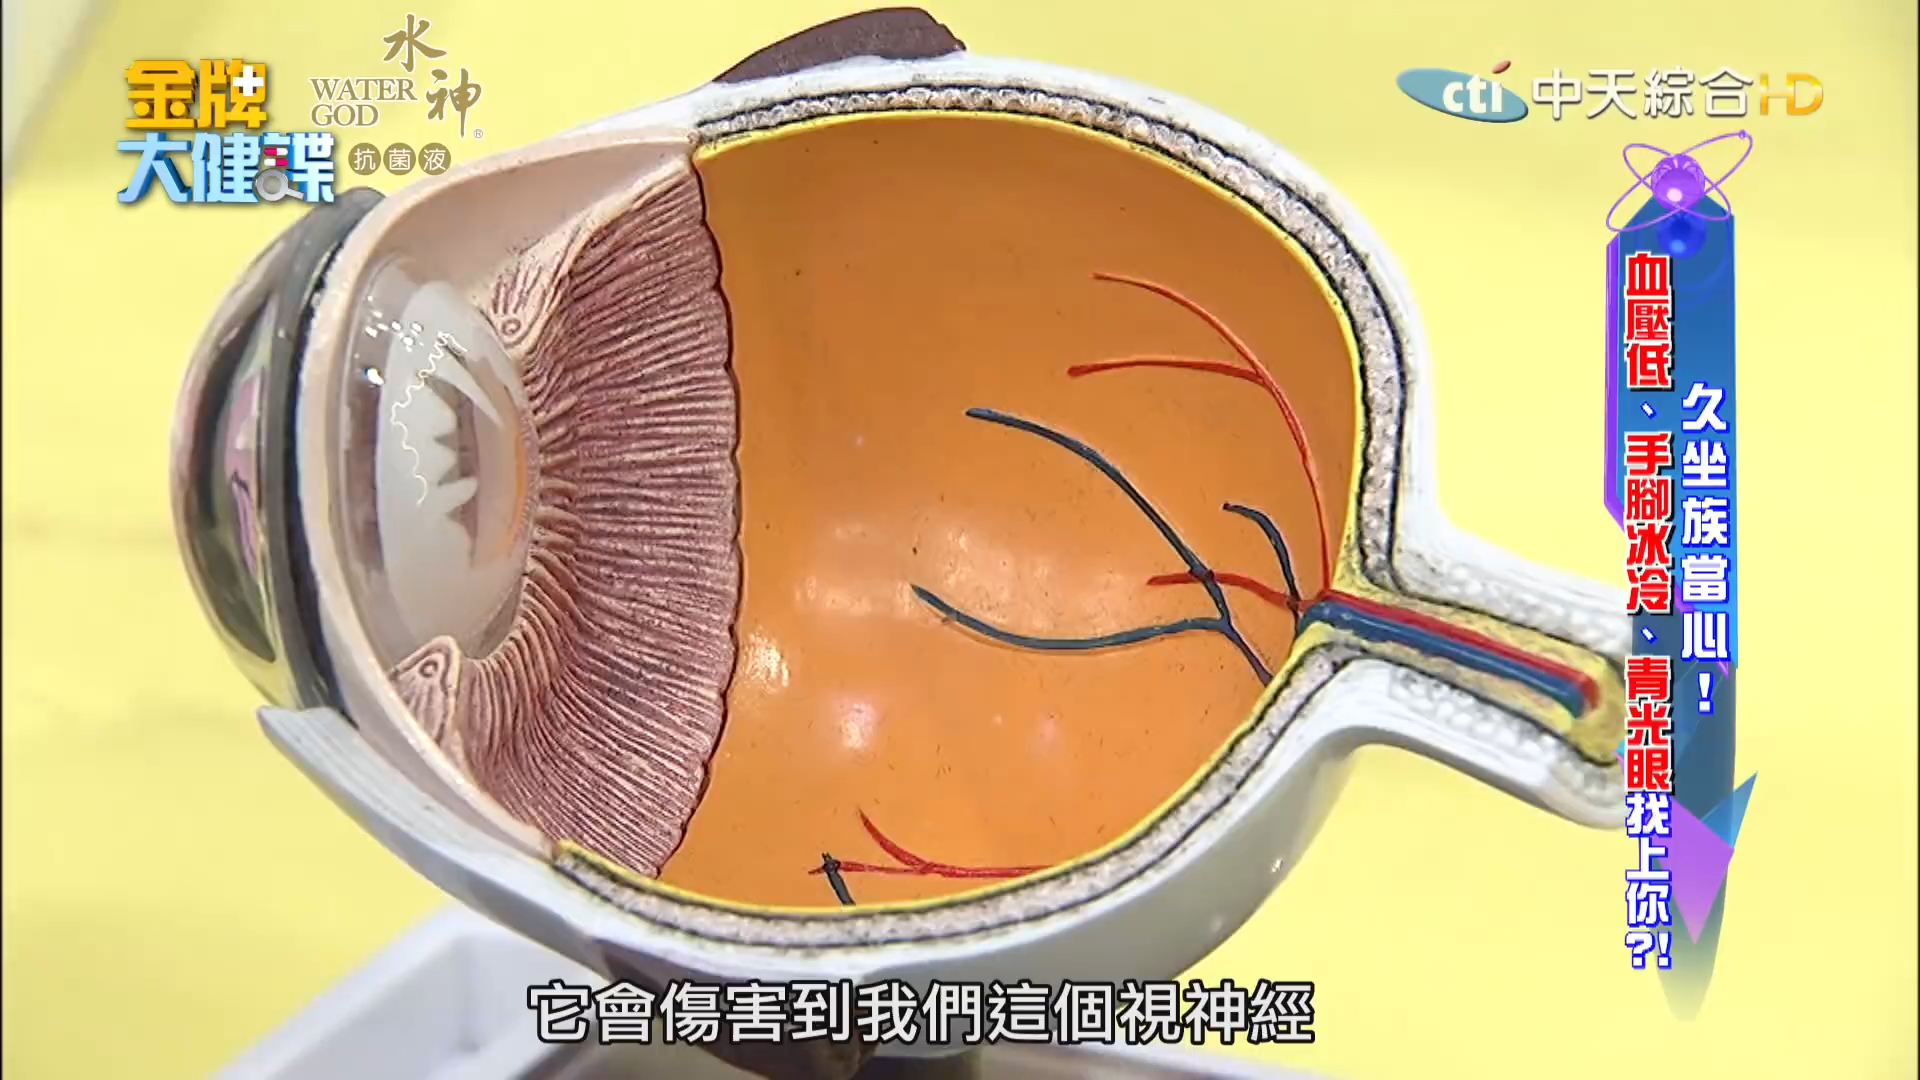 金牌
大健諜
水神
WATER
GOD
®
抗菌液
cti 中天綜合HD
久坐族當心！
血壓低、手腳冰冷、青光眼找上你?!
它會傷害到我們這個視神經